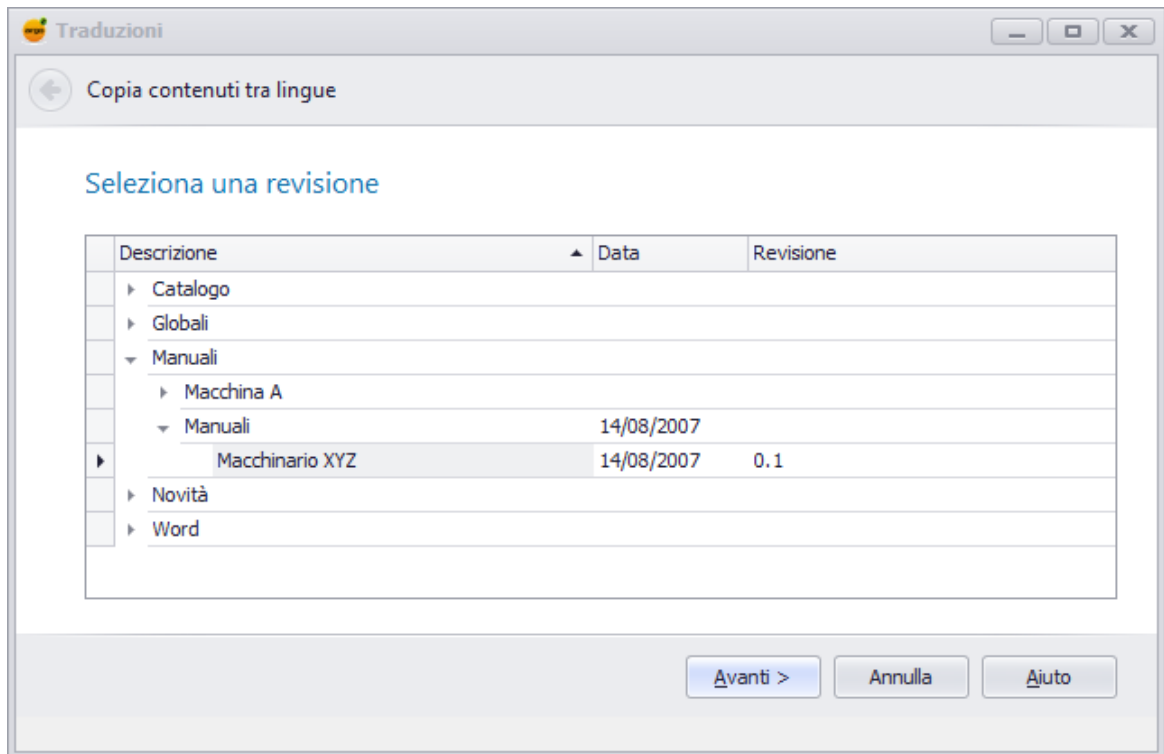 Traduzioni
Copia contenuti tra lingue
Seleziona una revisione
Descrizione Data Revisione
Catalogo
Globali
Manuali
Macchina A
Manuali 14/08/2007
Macchinario XYZ 14/08/2007 0.1
Novità
Word
Avanti > Annulla Aiuto